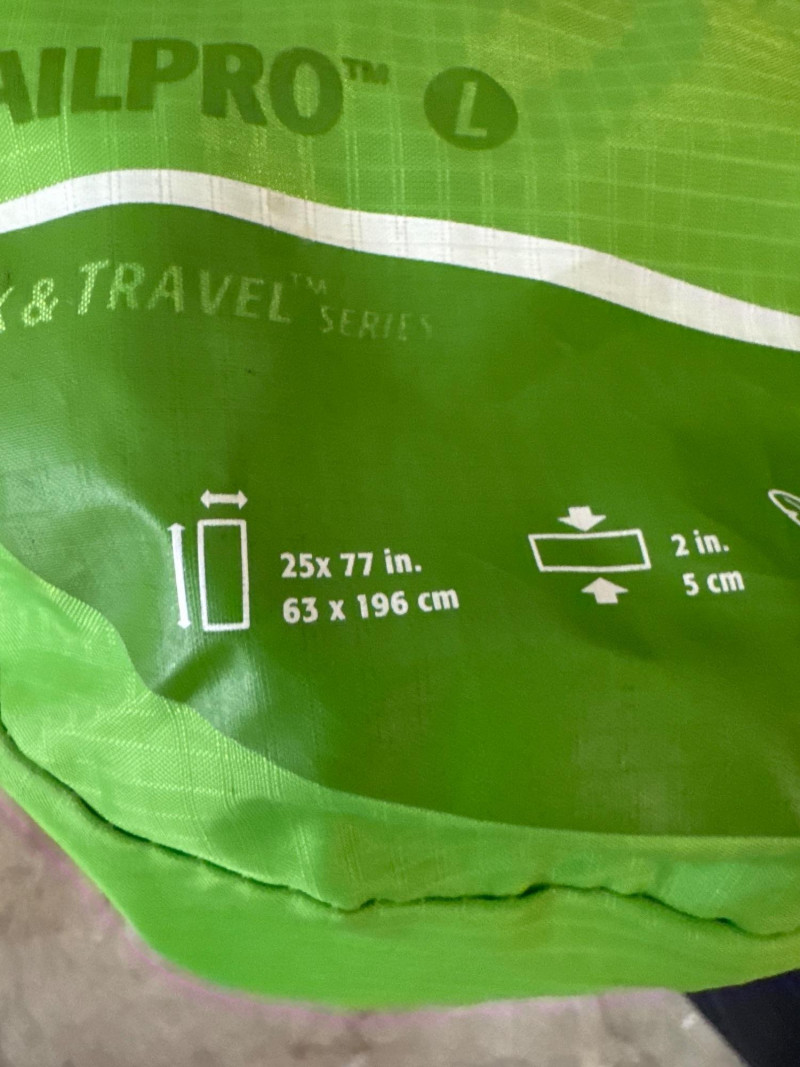 AILPRO™ L
& TRAVEL™ SERIES
25x 77 in.
63 x 196 cm
2 in.
5 cm